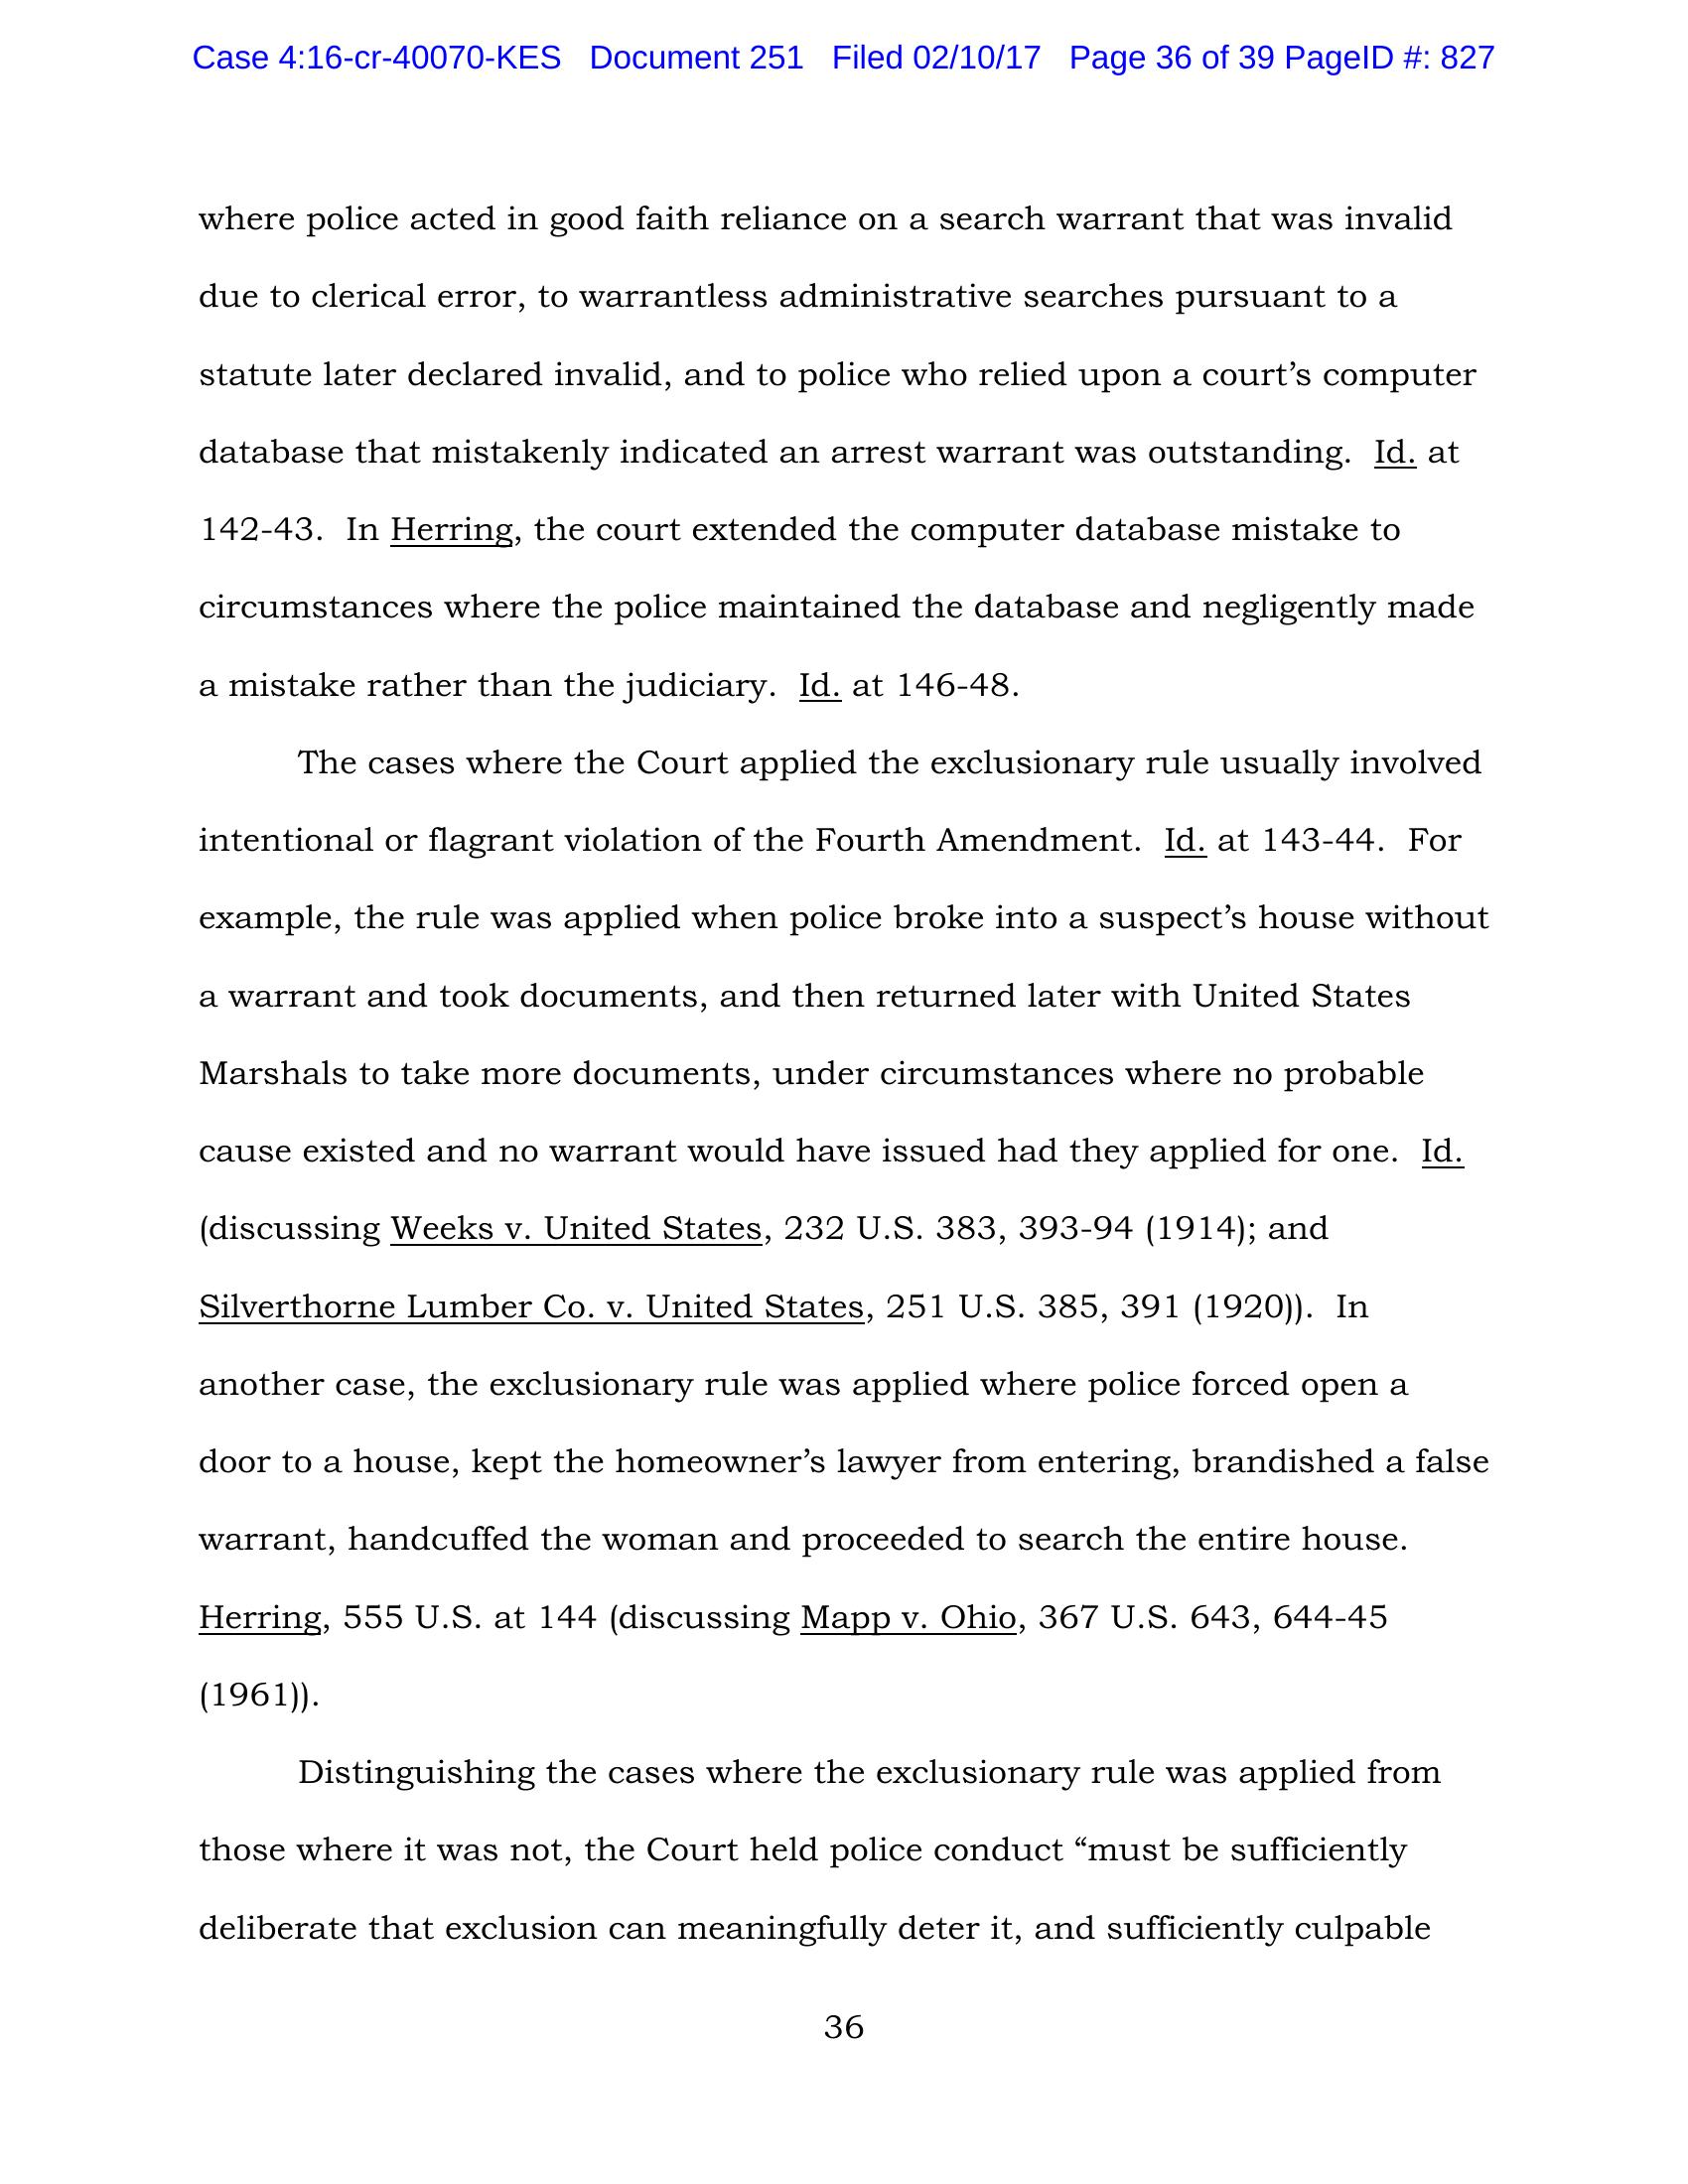 Case 4:16-cr-40070-KES Document 251 Filed 02/10/17 Page 36 of 39 PageID #: 827
where police acted in good faith reliance on a search warrant that was invalid
due to clerical error, to warrantless administrative searches pursuant to a
statute later declared invalid, and to police who relied upon a court’s computer
database that mistakenly indicated an arrest warrant was outstanding. Id. at
142-43. In Herring, the court extended the computer database mistake to
circumstances where the police maintained the database and negligently made
a mistake rather than the judiciary. Id. at 146-48.
The cases where the Court applied the exclusionary rule usually involved
intentional or flagrant violation of the Fourth Amendment. Id. at 143-44. For
example, the rule was applied when police broke into a suspect’s house without
a warrant and took documents, and then returned later with United States
Marshals to take more documents, under circumstances where no probable
cause existed and no warrant would have issued had they applied for one. Id.
(discussing Weeks v. United States, 232 U.S. 383, 393-94 (1914); and
Silverthorne Lumber Co. v. United States, 251 U.S. 385, 391 (1920)). In
another case, the exclusionary rule was applied where police forced open a
door to a house, kept the homeowner’s lawyer from entering, brandished a false
warrant, handcuffed the woman and proceeded to search the entire house.
Herring, 555 U.S. at 144 (discussing Mapp v. Ohio, 367 U.S. 643, 644-45
(1961)).
Distinguishing the cases where the exclusionary rule was applied from
those where it was not, the Court held police conduct “must be sufficiently
deliberate that exclusion can meaningfully deter it, and sufficiently culpable
36